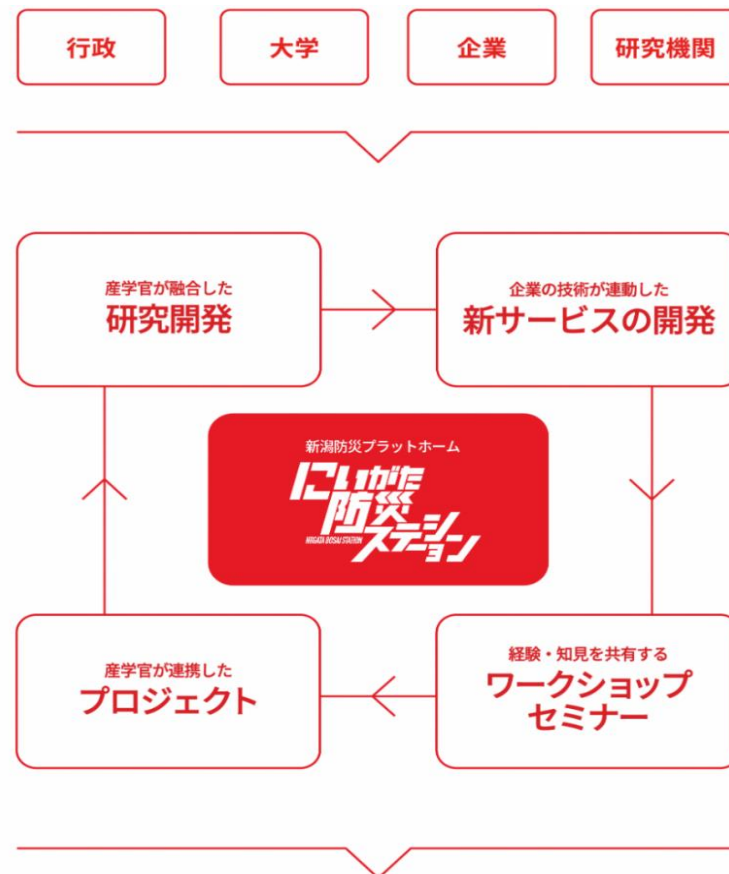 行政
大学
企業
研究機関
産学官が融合した
研究開発
企業の技術が連動した
新サービスの開発
新潟防災プラットホーム
にいがた
防災
NIIGATA BOSAI STATION
ステーション
産学官が連携した
プロジェクト
経験・知見を共有する
ワークショップ
セミナー